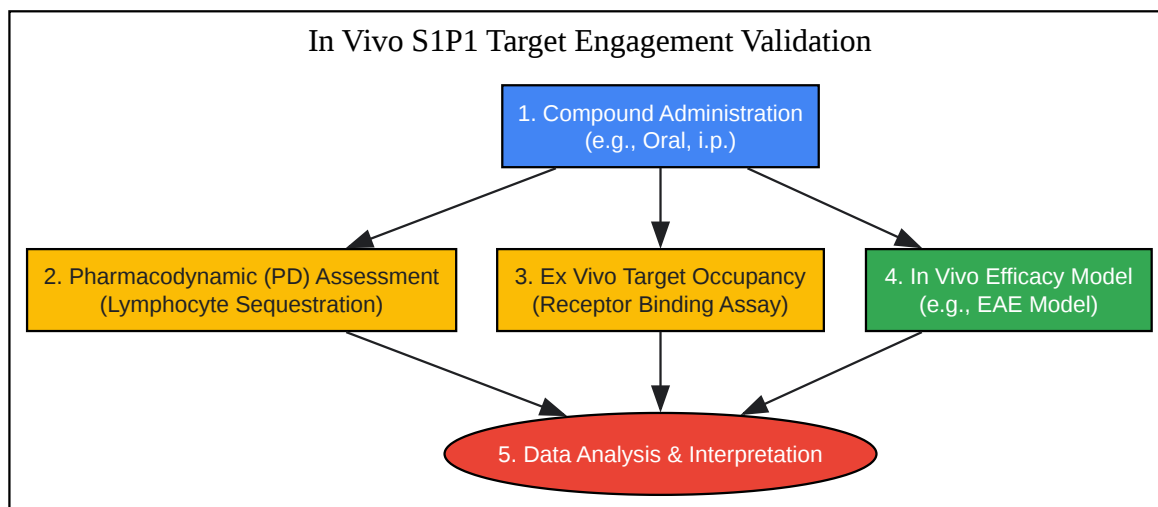 In Vivo S1P1 Target Engagement Validation
1. Compound Administration
(e.g., Oral, i.p.)
2. Pharmacodynamic (PD) Assessment
(Lymphocyte Sequestration)
3. Ex Vivo Target Occupancy
(Receptor Binding Assay)
4. In Vivo Efficacy Model
(e.g., EAE Model)
5. Data Analysis & Interpretation